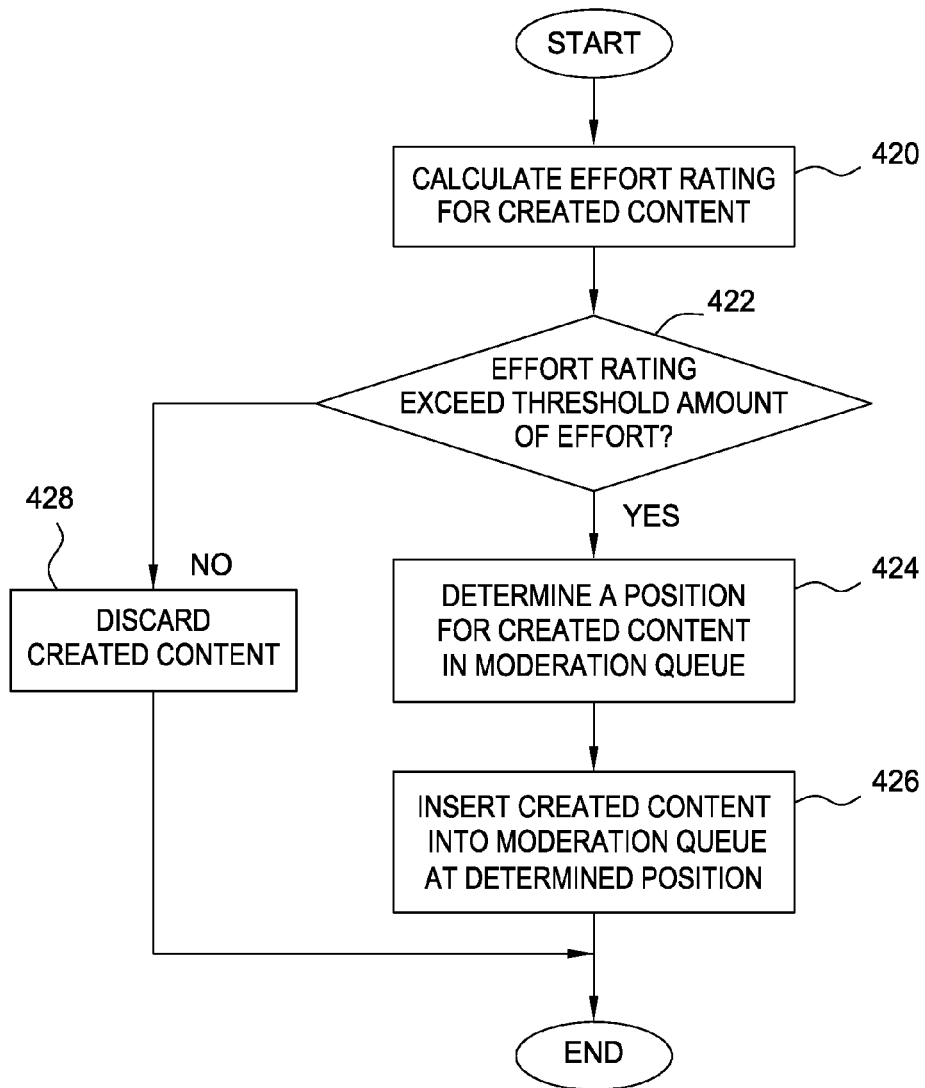 START
420
CALCULATE EFFORT RATING
FOR CREATED CONTENT
422
EFFORT RATING
EXCEED THRESHOLD AMOUNT
OF EFFORT?
428
YES
NO
424
DISCARD
CREATED CONTENT
DETERMINE A POSITION
FOR CREATED CONTENT
IN MODERATION QUEUE
426
INSERT CREATED CONTENT
INTO MODERATION QUEUE
AT DETERMINED POSITION
END